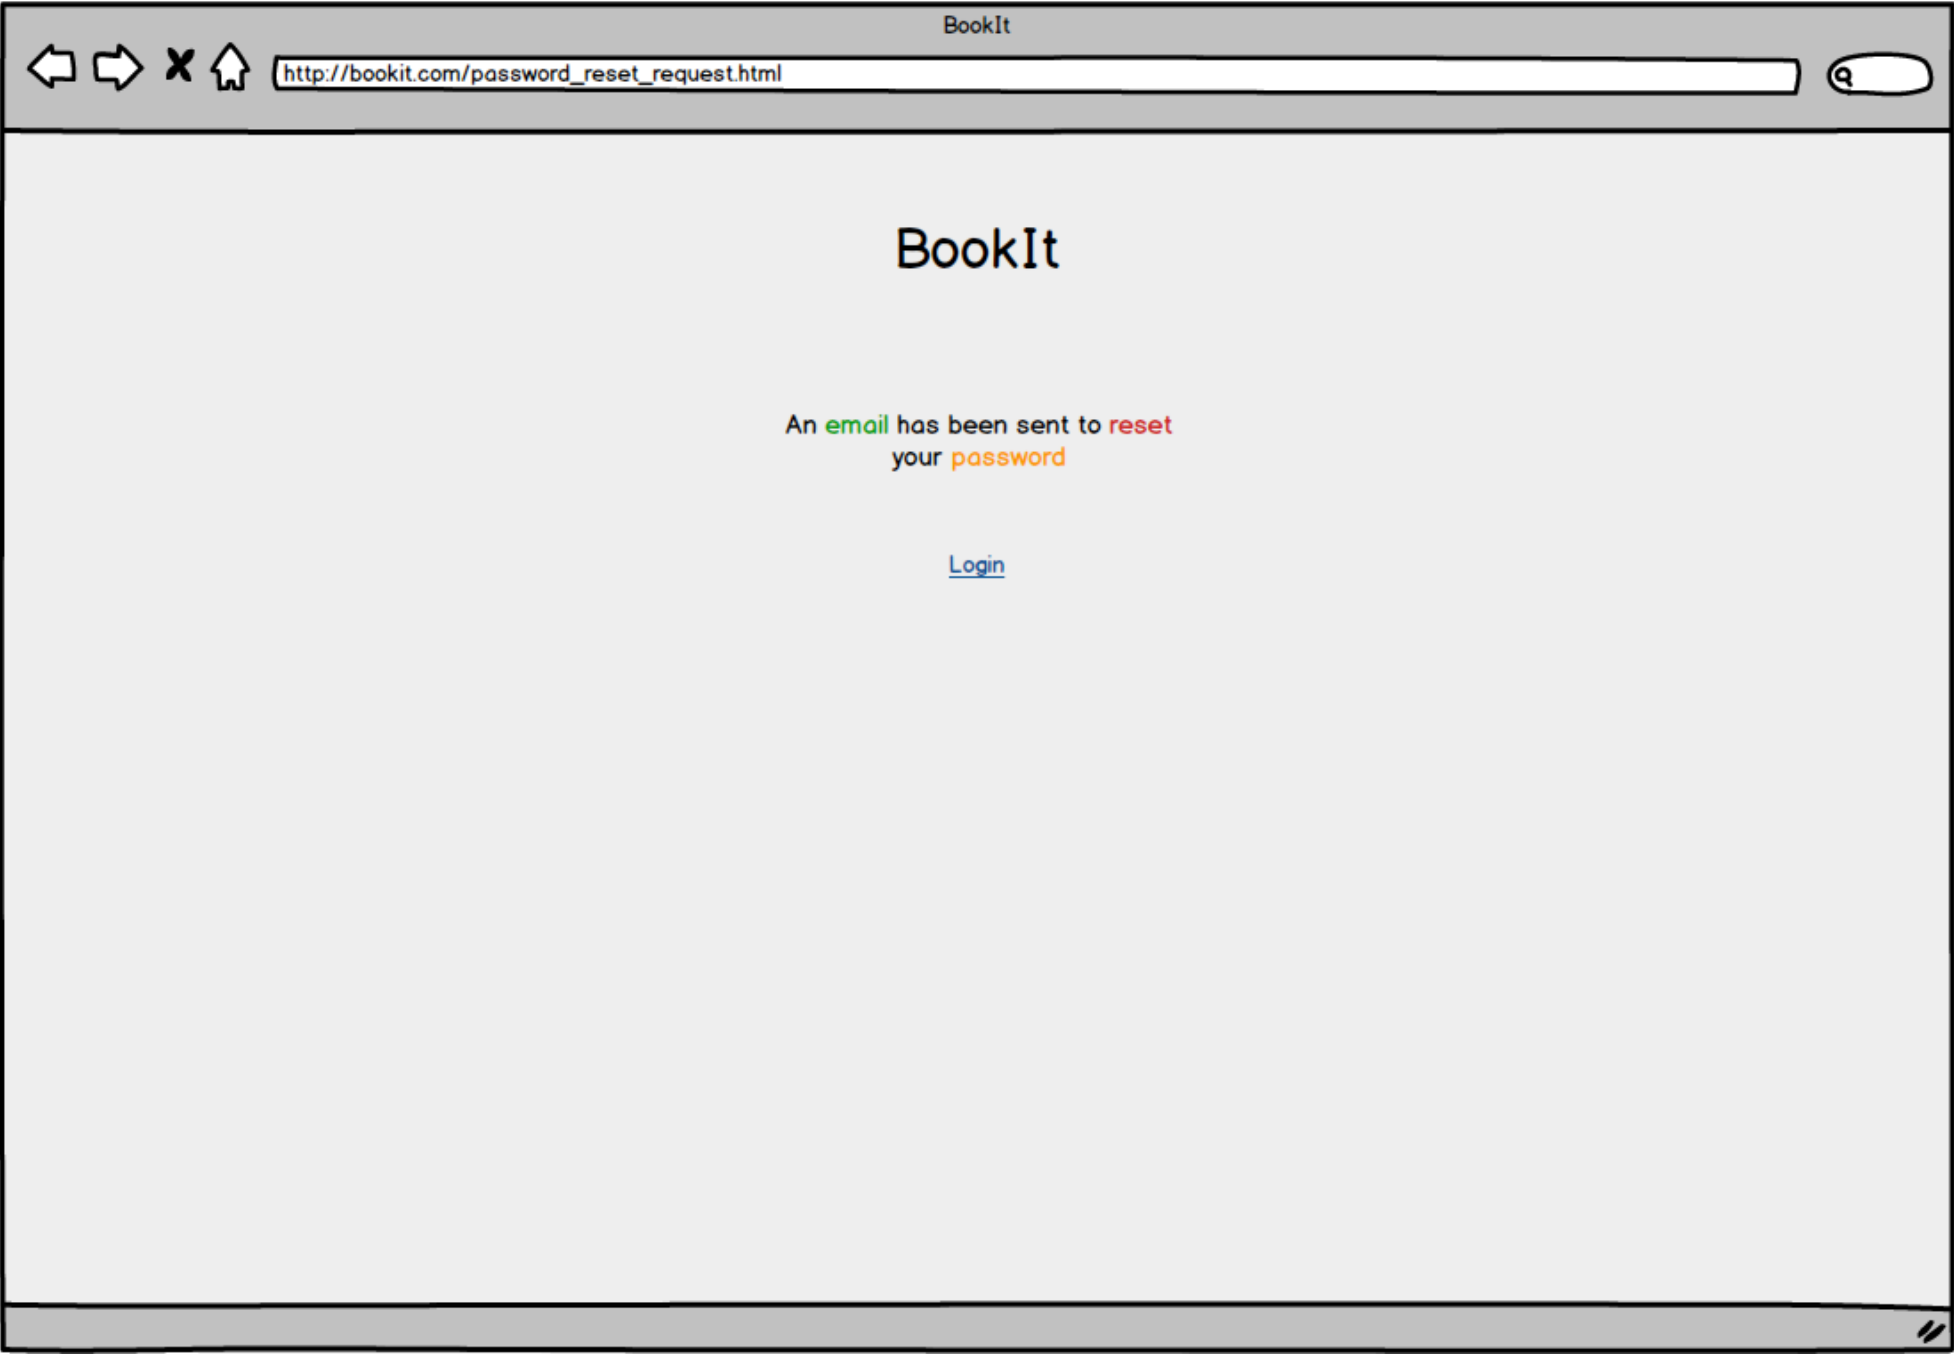 BookIt
http://bookit.com/password_reset_request.html
BookIt
An email has been sent to reset
your password
Login